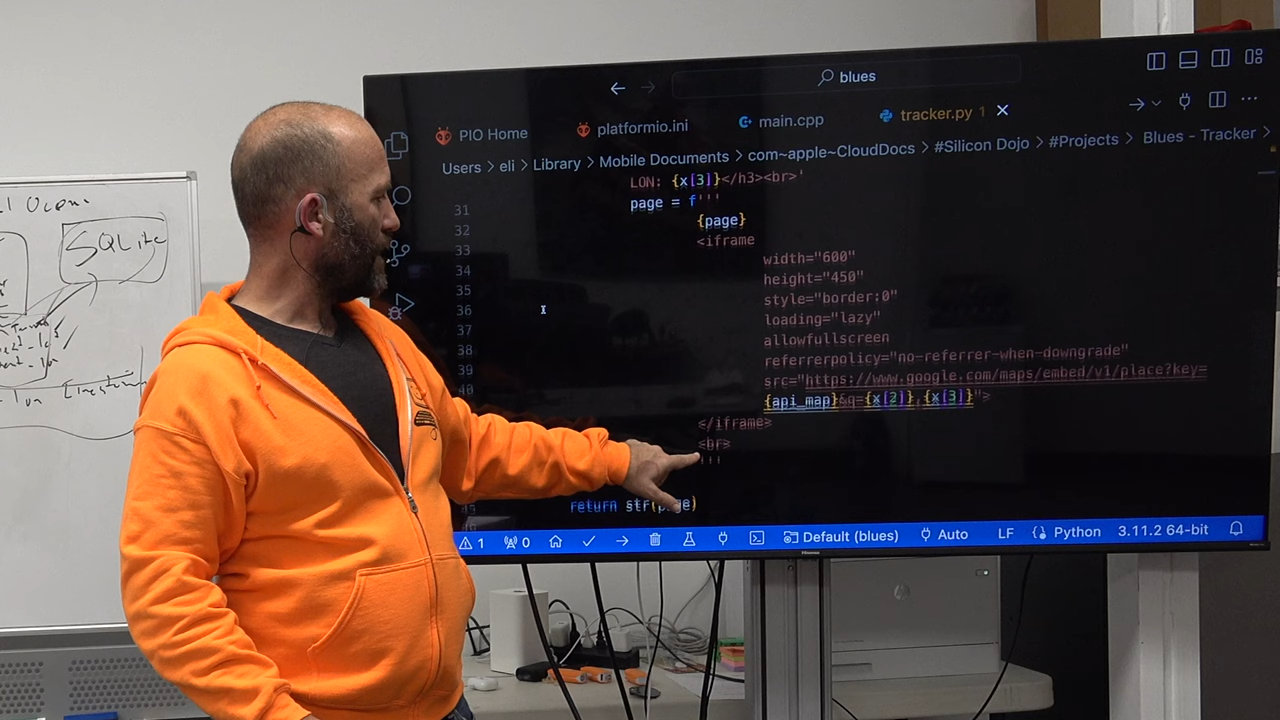 blues
PIO Home
platformio.ini
main.cpp
tracker.py 1
Users > eli > Library > Mobile Documents > com~apple~CloudDocs > #Silicon Dojo > #Projects > Blues - Tracker >
LON: {x[3]}</h3><br>'
31 page = f'''
32 {page}
33 <iframe
34 width="600"
35 height="450"
36 style="border:0"
37 loading="lazy"
38 allowfullscreen
39 referrerpolicy="no-referrer-when-downgrade"
40 src="https://www.google.com/maps/embed/v1/place?key=
{api_map}&q={x[2]},{x[3]}">
</iframe>
<br>
'''
return str(page)
1
0
Default (blues)
Auto
LF
Python
3.11.2 64-bit
SQLite